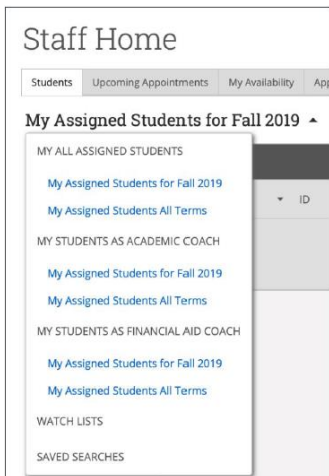 Staff Home
Students Upcoming Appointments My Availability
My Assigned Students for Fall 2019
ID
MY ALL ASSIGNED STUDENTS
My Assigned Students for Fall 2019
My Assigned Students All Terms
MY STUDENTS AS ACADEMIC COACH
My Assigned Students for Fall 2019
My Assigned Students All Terms
MY STUDENTS AS FINANCIAL AID COACH
My Assigned Students for Fall 2019
My Assigned Students All Terms
WATCH LISTS
SAVED SEARCHES